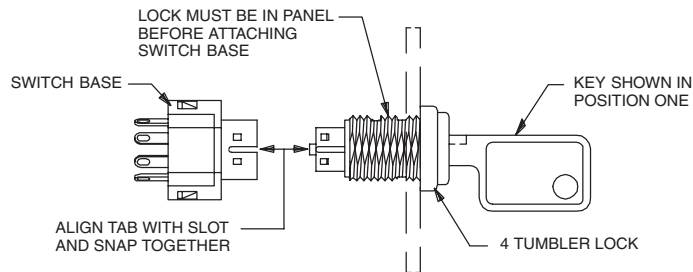 LOCK MUST BE IN PANEL
BEFORE ATTACHING
SWITCH BASE
SWITCH BASE
KEY SHOWN IN
POSITION ONE
ALIGN TAB WITH SLOT
AND SNAP TOGETHER
4 TUMBLER LOCK